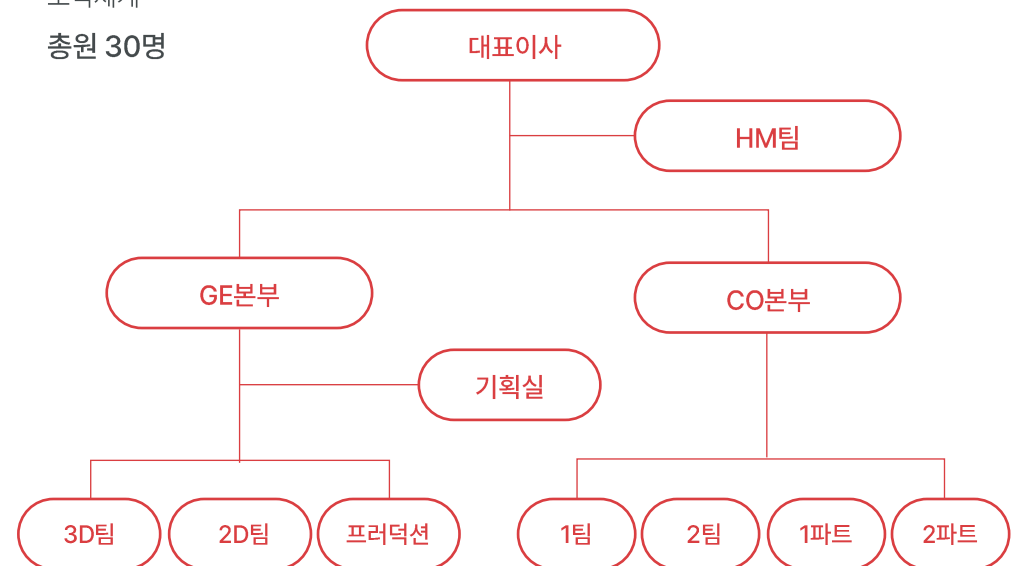 총원 30명
대표이사
HM팀
GE본부
CO본부
기획실
3D팀
2D팀
프러덕션
1팀
2팀
1파트
2파트